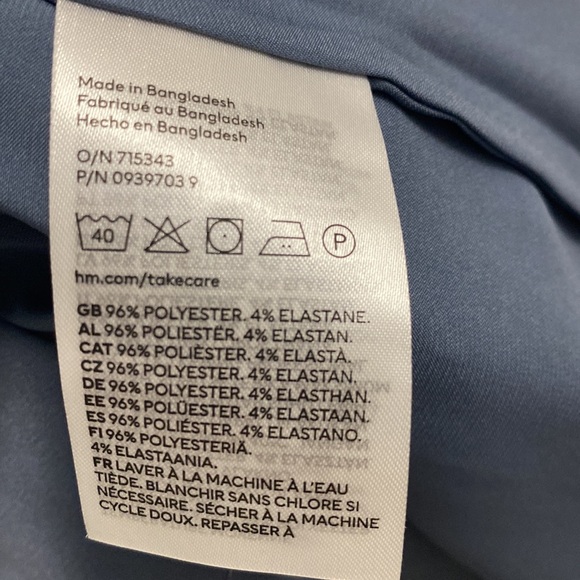 Made in Bangladesh
Fabriqué au Bangladesh
Hecho en Bangladesh
O/N 715343
P/N 0939703 9
40 P
hm.com/takecare
GB 96% POLYESTER. 4% ELASTANE.
AL 96% POLIESTËR. 4% ELASTAN.
CAT 96% POLIÈSTER. 4% ELASTÀ.
CZ 96% POLYESTER. 4% ELASTAN.
DE 96% POLYESTER. 4% ELASTHAN.
EE 96% POLÜESTER. 4% ELASTAAN.
ES 96% POLIÉSTER. 4% ELASTANO.
FI 96% POLYESTERIÄ.
4% ELASTAANIA.
FR LAVER À LA MACHINE À L'EAU
TIÈDE. BLANCHIR SANS CHLORE SI
NÉCESSAIRE. SÉCHER À LA MACHINE
CYCLE DOUX. REPASSER À